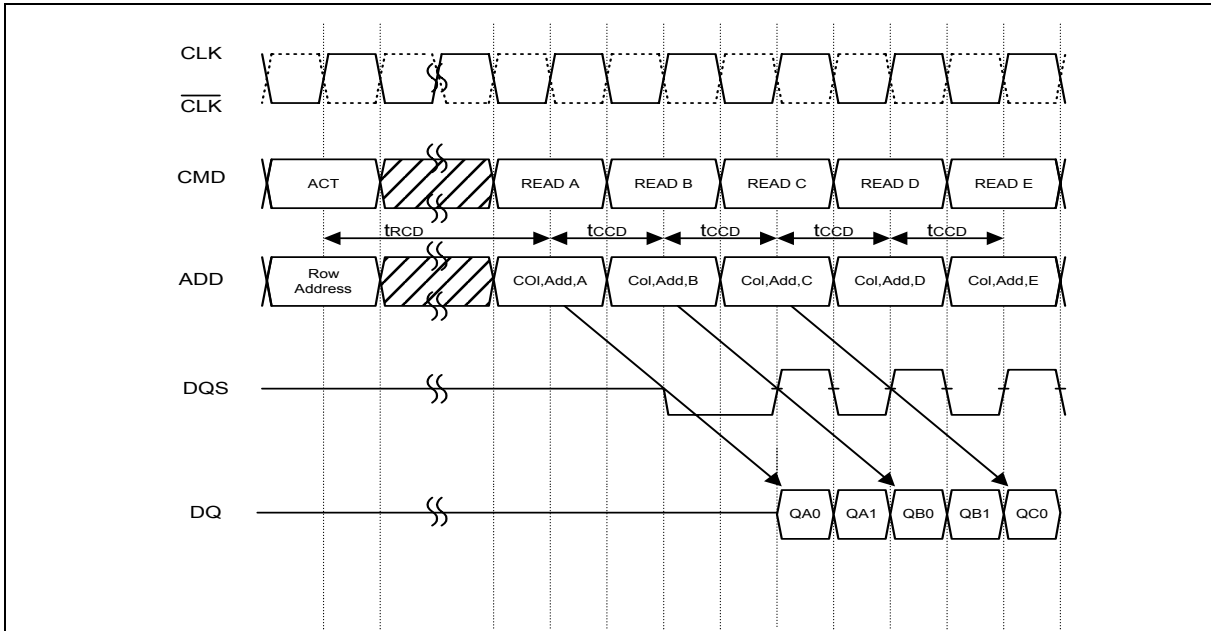 CLK
CLK
CMD
ACT
READ A
READ B
READ C
READ D
READ E
tRCD
tCCD
tCCD
tCCD
tCCD
ADD
Row
Address
COl,Add,A
Col,Add,B
Col,Add,C
Col,Add,D
Col,Add,E
DQS
DQ
QA0
QA1
QB0
QB1
QC0